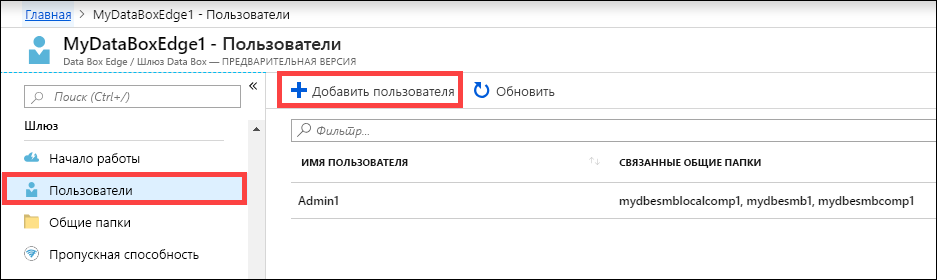 Главная > MyDataBoxEdge1 - Пользователи
MyDataBoxEdge1 - Пользователи
Data Box Edge / Шлюз Data Box — ПРЕДВАРИТЕЛЬНАЯ ВЕРСИЯ
Поиск (Ctrl+/)
«
Шлюз
Начало работы
Пользователи
Общие папки
Пропускная способность
Добавить пользователя Обновить
Фильтр...
ИМЯ ПОЛЬЗОВАТЕЛЯ СВЯЗАННЫЕ ОБЩИЕ ПАПКИ
Admin1 mydbesmblocalcomp1, mydbesmb1, mydbesmbcomp1